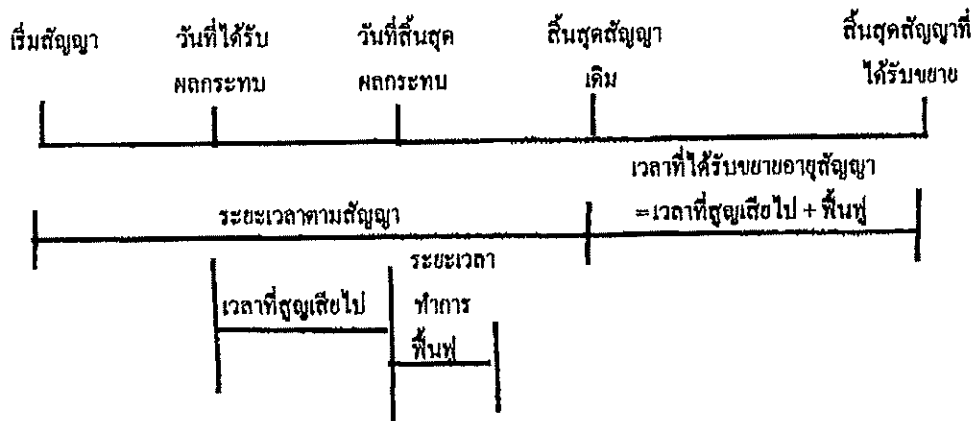 เริ่มสัญญา
วันที่ได้รับ
ผลกระทบ
วันที่สิ้นสุด
ผลกระทบ
สิ้นสุดสัญญา
เดิม
สิ้นสุดสัญญาที่
ได้รับขยาย
เวลาที่ได้รับขยายอายุสัญญา
=เวลาที่สูญเสียไป + ฟื้นฟู
ระยะเวลาตามสัญญา
เวลาที่สูญเสียไป
ระยะเวลา
ทำการ
ฟื้นฟู